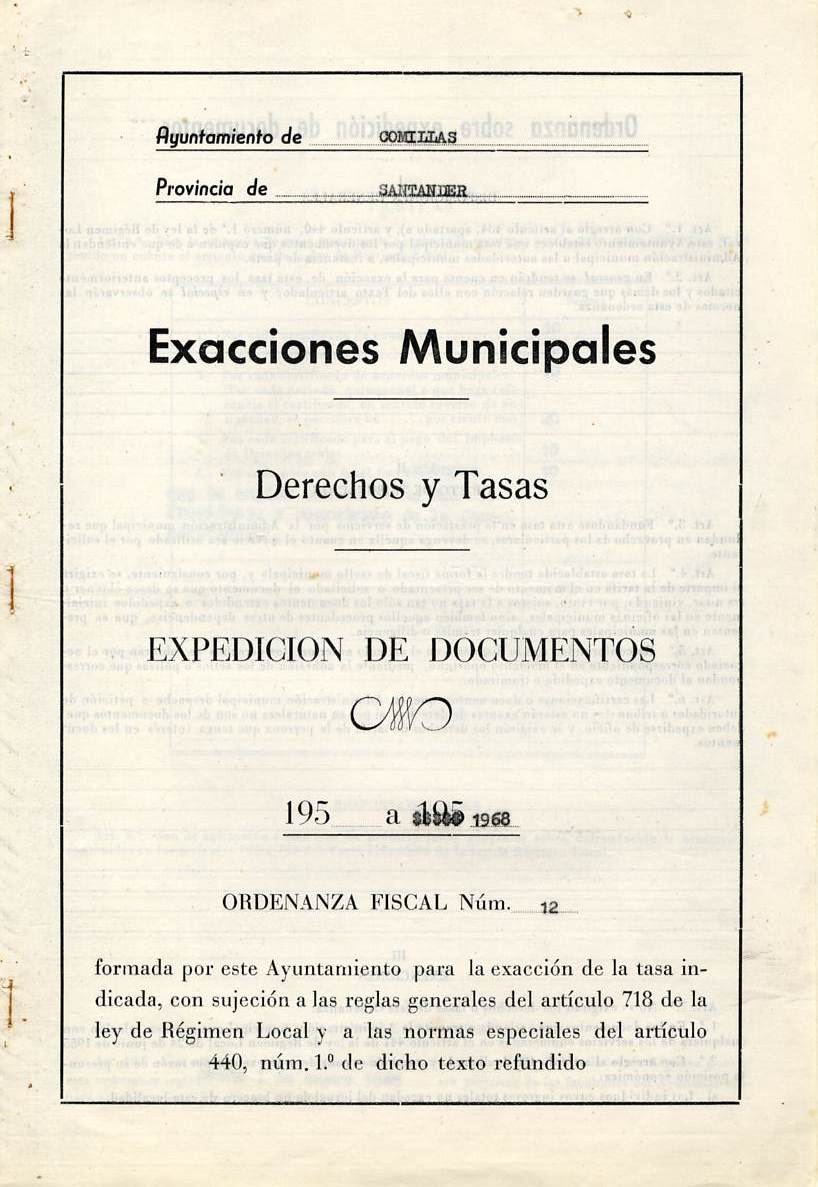 Ayuntamiento de COMILLAS
Provincia de SANTANDER
Exacciones Municipales
Derechos y Tasas
EXPEDICION DE DOCUMENTOS
195 a 195 1968
ORDENANZA FISCAL Núm. 12
formada por este Ayuntamiento para la exacción de la tasa in-
dicada, con sujeción a las reglas generales del artículo 718 de la
ley de Régimen Local y a las normas especiales del artículo
440, núm. 1.º de dicho texto refundido